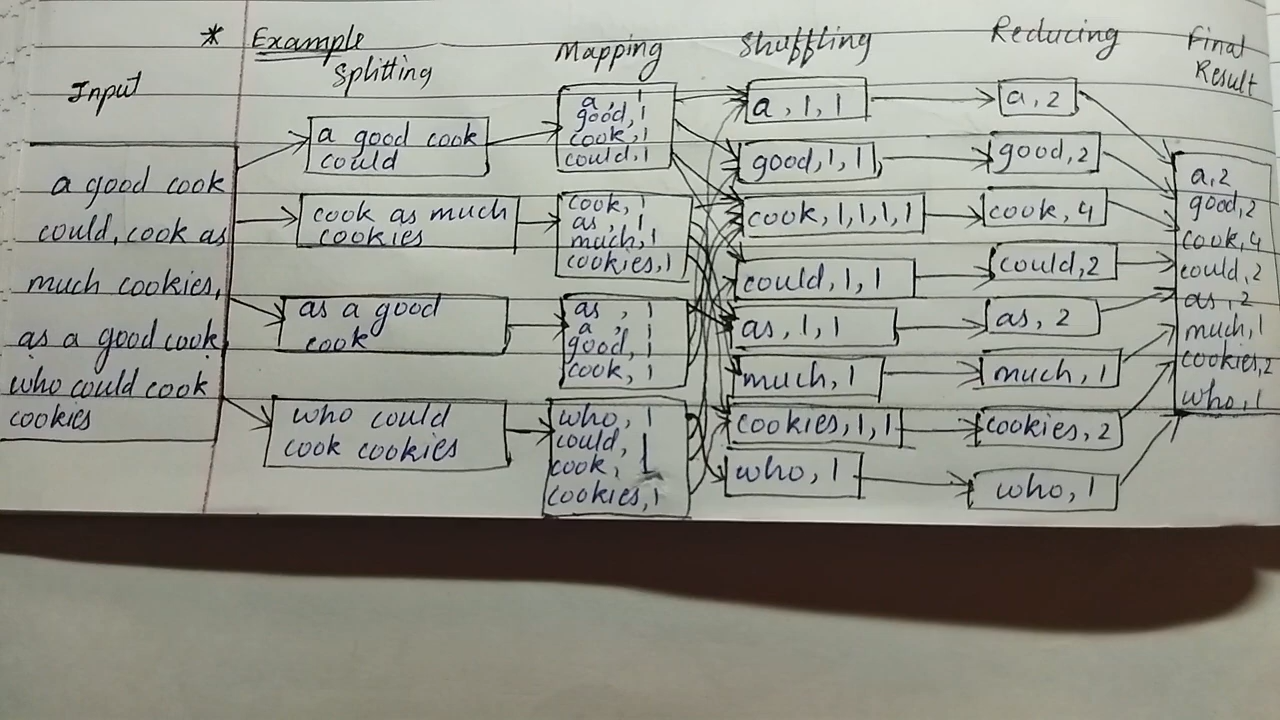 * Example
Input
Splitting
Mapping
Shuffling
Reducing
Final
Result
a good cook
could, cook as
much cookies,
as a good cook
who could cook
cookies
a good cook
could
cook as much
cookies
as a good
cook
who could
cook cookies
a, 1
good, 1
cook, 1
could, 1
cook, 1
as, 1
much, 1
cookies, 1
as, 1
a, 1
good, 1
cook, 1
who, 1
could, 1
cook, 1
cookies, 1
a, 1, 1
good, 1, 1
cook, 1, 1, 1, 1
could, 1, 1
as, 1, 1
much, 1
cookies, 1, 1
who, 1
a, 2
good, 2
cook, 4
could, 2
as, 2
much, 1
cookies, 2
who, 1
a, 2
good, 2
cook, 4
could, 2
as, 2
much, 1
cookies, 2
who, 1